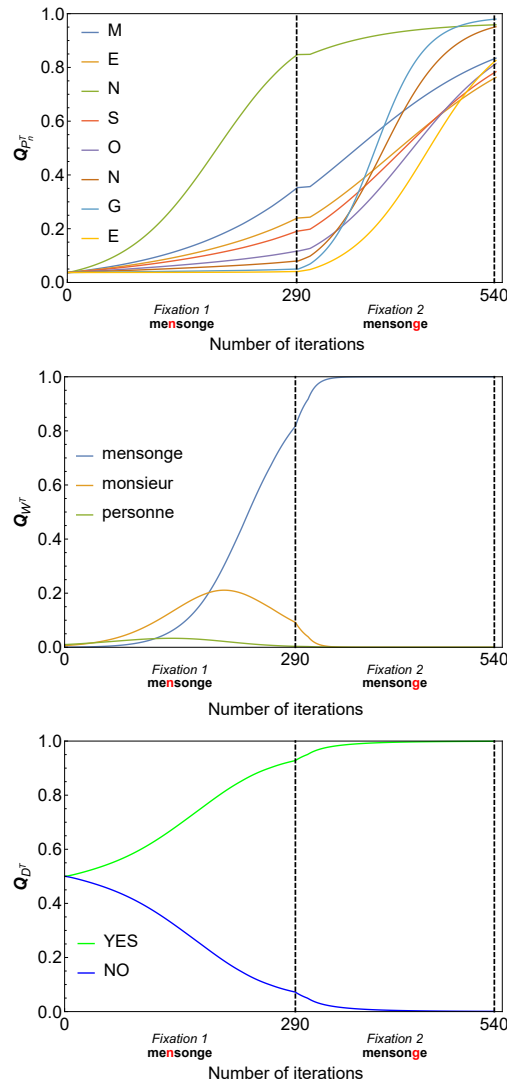 1.0
0.8
0.6
0.4
0.2
0.0
Q_{P_n^T}
M
E
N
S
O
N
G
E
0 290 540
Fixation 1 Fixation 2
mensonge mensonge
Number of iterations
1.0
0.8
0.6
0.4
0.2
0.0
Q_{W^T}
mensonge
monsieur
personne
0 290 540
Fixation 1 Fixation 2
mensonge mensonge
Number of iterations
1.0
0.8
0.6
0.4
0.2
0.0
Q_{D^T}
YES
NO
0 290 540
Fixation 1 Fixation 2
mensonge mensonge
Number of iterations